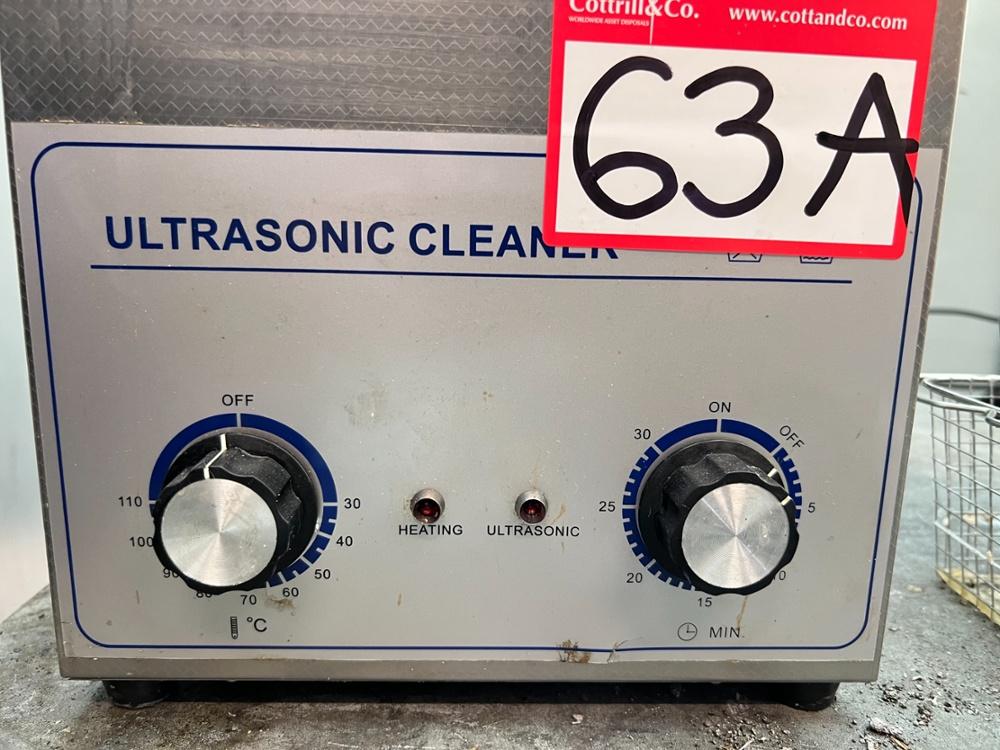 Cottrill&Co.
WORLDWIDE ASSET DISPOSALS
www.cottandco.com
63A
ULTRASONIC CLEANER
OFF
30
40
50
60
70
80
90
100
110
°C
HEATING
ULTRASONIC
ON
OFF
5
10
15
20
25
30
MIN.